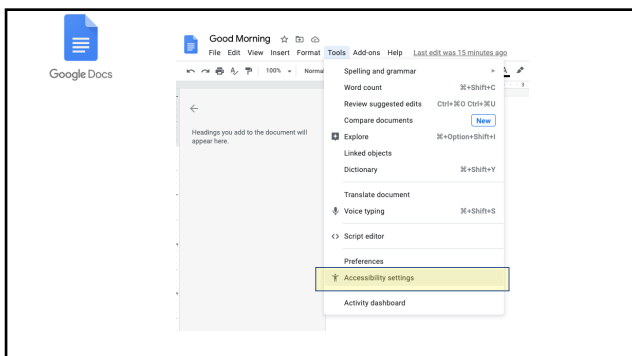 Google Docs
Good Morning
File Edit View Insert Format Tools Add-ons Help Last edit was 15 minutes ago
100% Normal
Headings you add to the document will
appear here.
Spelling and grammar
Word count ⌘+Shift+C
Review suggested edits Ctrl+⌘O Ctrl+⌘U
Compare documents New
Explore ⌘+Option+Shift+I
Linked objects
Dictionary ⌘+Shift+Y
Translate document
Voice typing ⌘+Shift+S
Script editor
Preferences
Accessibility settings
Activity dashboard
A
3